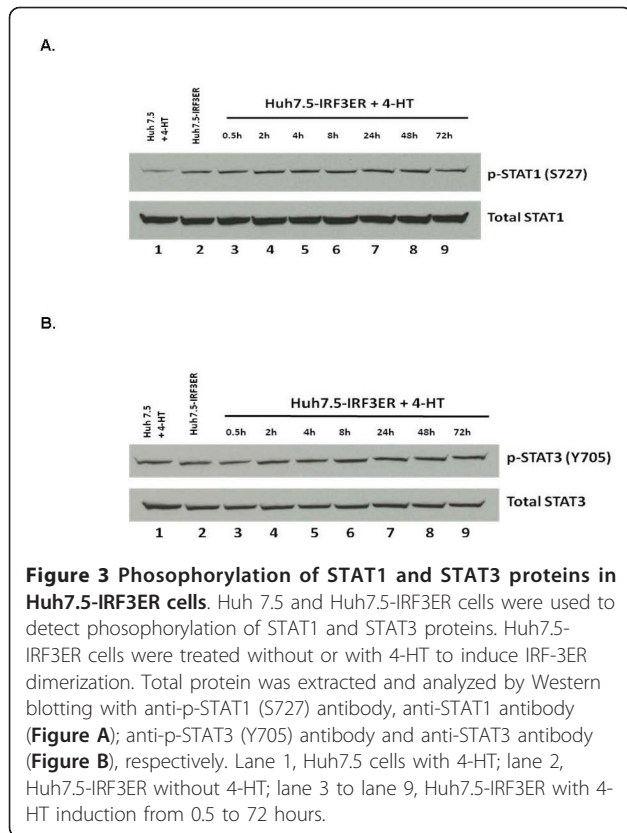 A.
Huh 7.5
+ 4-HT
Huh7.5-IRF3ER
Huh7.5-IRF3ER + 4-HT
0.5h 2h 4h 8h 24h 48h 72h
p-STAT1 (S727)
Total STAT1
1 2 3 4 5 6 7 8 9
B.
Huh 7.5
+ 4-HT
Huh7.5-IRF3ER
Huh7.5-IRF3ER + 4-HT
0.5h 2h 4h 8h 24h 48h 72h
p-STAT3 (Y705)
Total STAT3
1 2 3 4 5 6 7 8 9
Figure 3 Phosophorylation of STAT1 and STAT3 proteins in
Huh7.5-IRF3ER cells. Huh 7.5 and Huh7.5-IRF3ER cells were used to
detect phosophorylation of STAT1 and STAT3 proteins. Huh7.5-
IRF3ER cells were treated without or with 4-HT to induce IRF-3ER
dimerization. Total protein was extracted and analyzed by Western
blotting with anti-p-STAT1 (S727) antibody, anti-STAT1 antibody
(Figure A); anti-p-STAT3 (Y705) antibody and anti-STAT3 antibody
(Figure B), respectively. Lane 1, Huh7.5 cells with 4-HT; lane 2,
Huh7.5-IRF3ER without 4-HT; lane 3 to lane 9, Huh7.5-IRF3ER with 4-
HT induction from 0.5 to 72 hours.